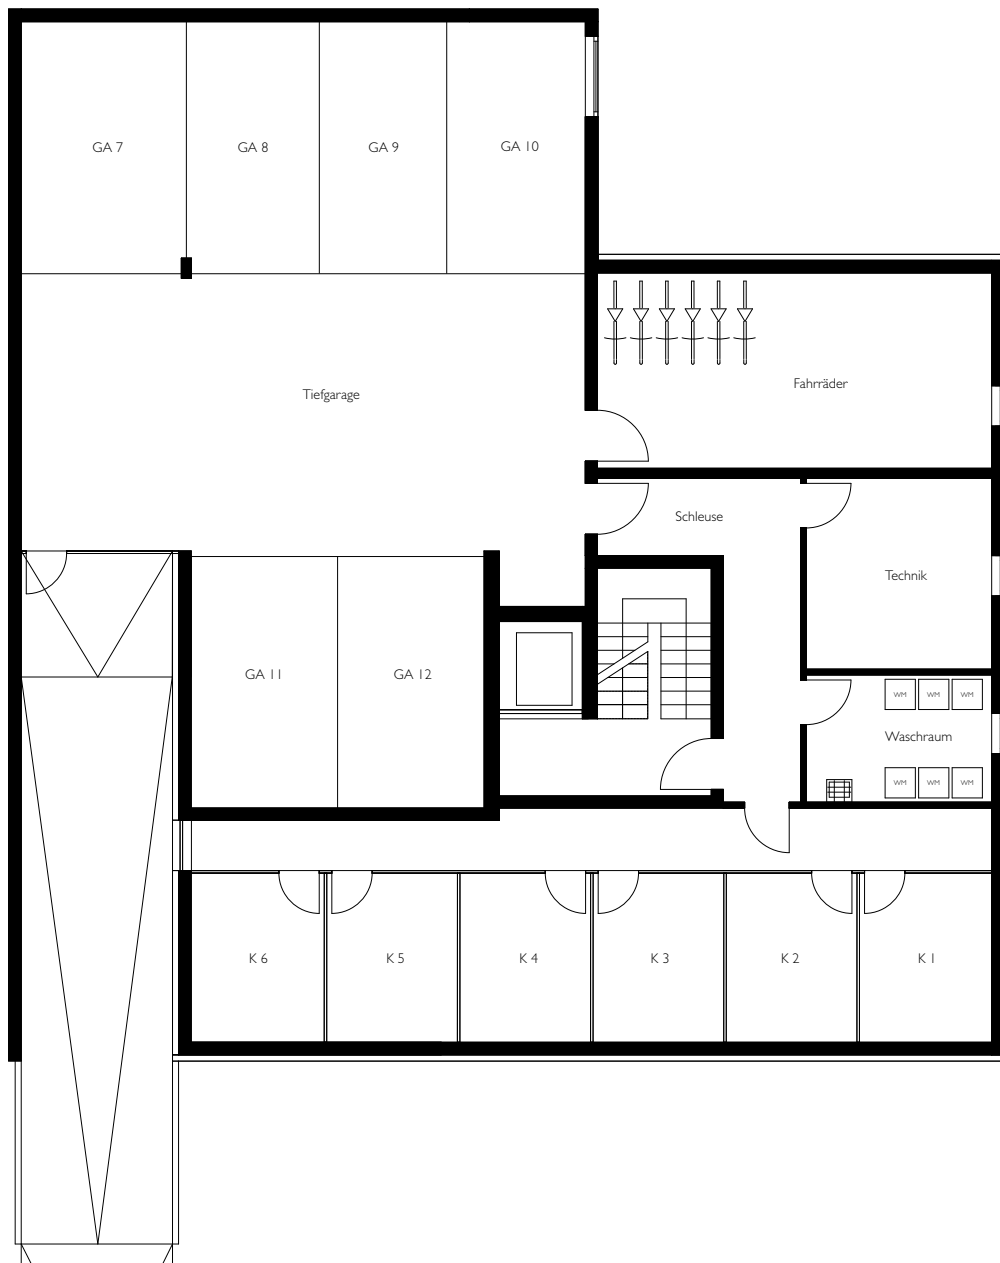 GA 7
GA 8
GA 9
GA 10
Fahrräder
Tiefgarage
Schleuse
Technik
GA 11
GA 12
WM WM WM
Waschraum
WM WM WM
K 6
K 5
K 4
K 3
K 2
K 1